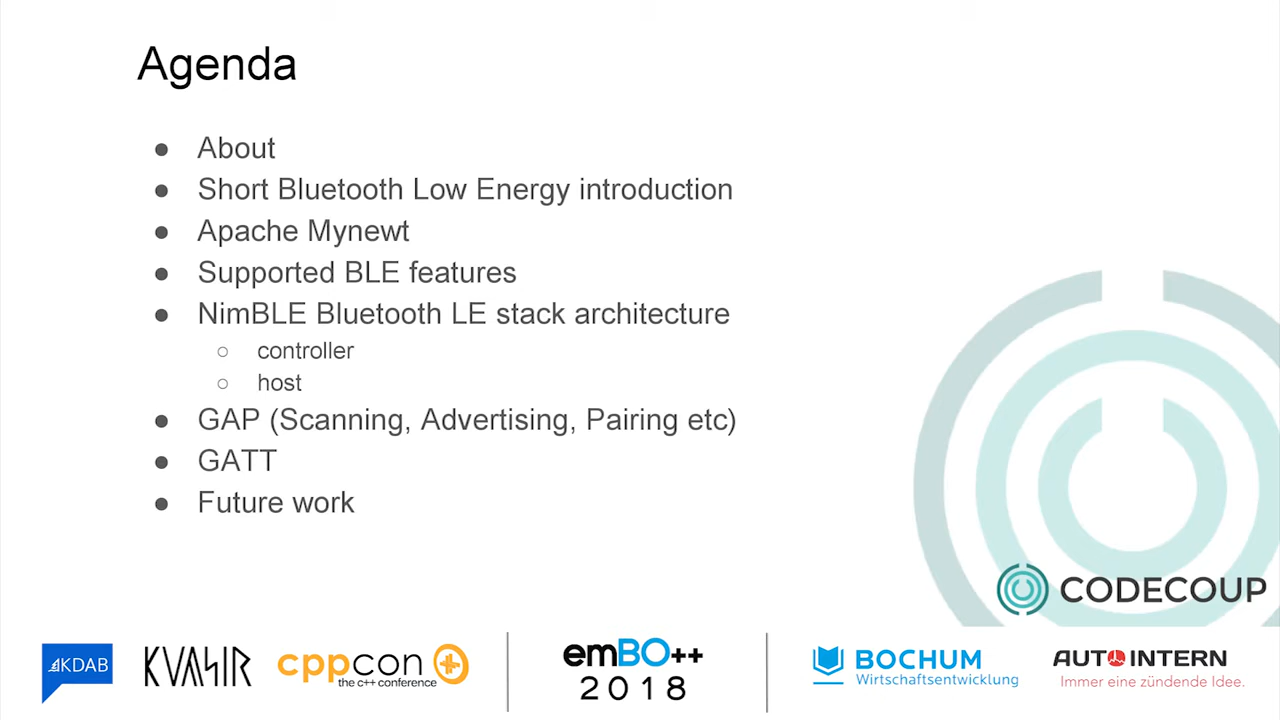 Agenda
● About
● Short Bluetooth Low Energy introduction
● Apache Mynewt
● Supported BLE features
● NimBLE Bluetooth LE stack architecture
○ controller
○ host
● GAP (Scanning, Advertising, Pairing etc)
● GATT
● Future work
CODECOUP
KDAB
KVASIR
cppcon
the c++ conference
emBO++
2018
BOCHUM
Wirtschaftsentwicklung
AUTOINTERN
Immer eine zündende Idee.